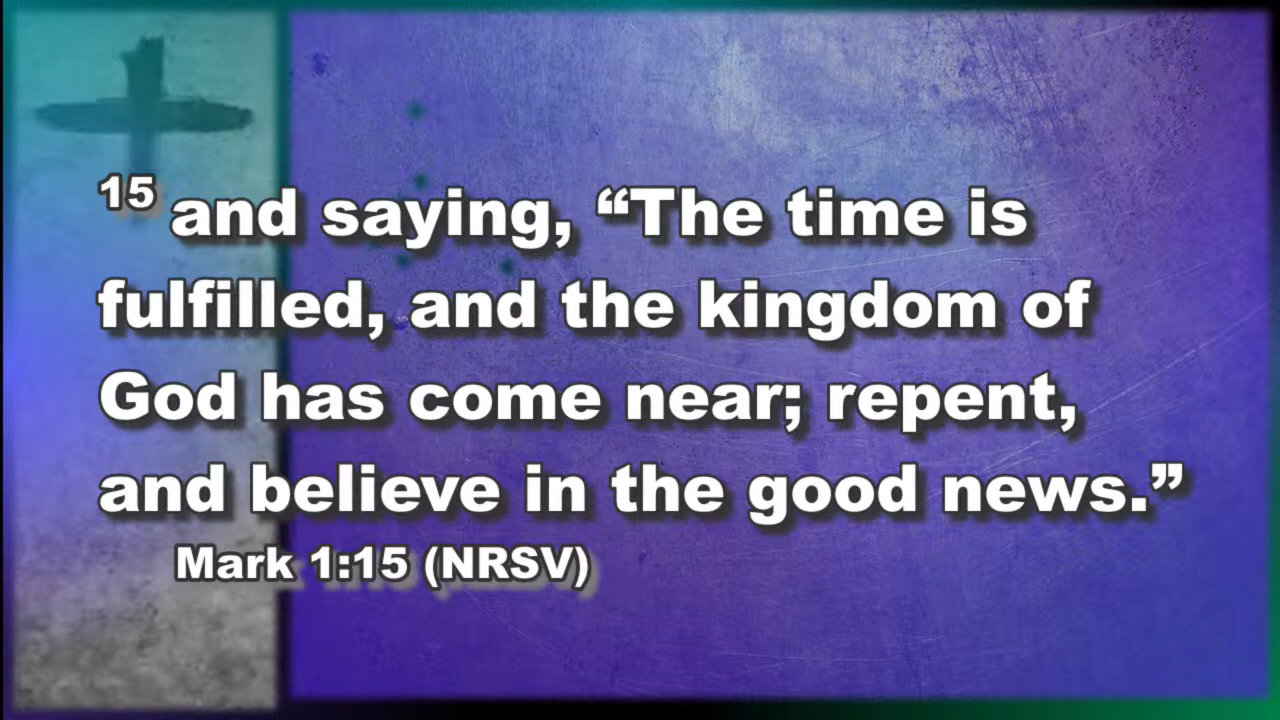 15 and saying, “The time is
fulfilled, and the kingdom of
God has come near; repent,
and believe in the good news.”
Mark 1:15 (NRSV)